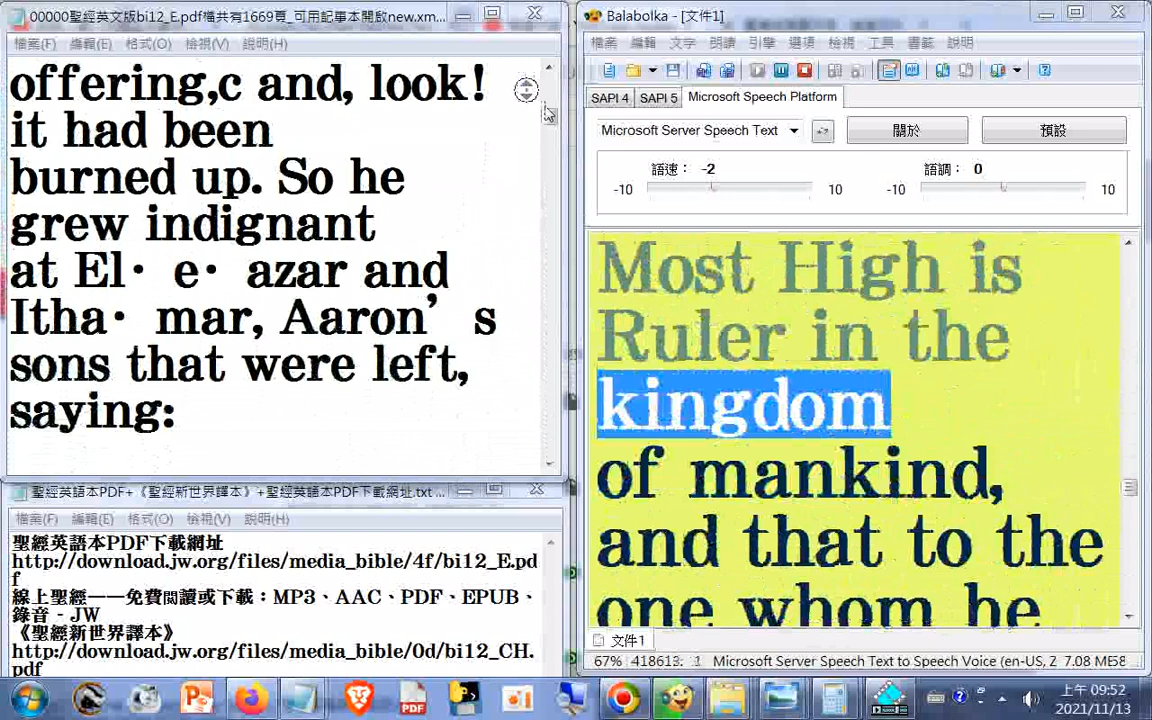 00000聖經英文版bi12_E.pdf檔共有1669頁_可用記事本開啟new.xm...
檔案(F) 編輯(E) 格式(O) 檢視(V) 說明(H)
offering,c and, look!
it had been
burned up. So he
grew indignant
at El‧ e‧ azar and
Itha‧ mar, Aaron’s
sons that were left,
saying:
聖經英語本PDF+《聖經新世界譯本》+聖經英語本PDF下載網址.txt ...
檔案(F) 編輯(E) 格式(O) 檢視(V) 說明(H)
聖經英語本PDF下載網址
http://download.jw.org/files/media_bible/4f/bi12_E.pd
f
線上聖經——免費閱讀或下載：MP3、AAC、PDF、EPUB、
錄音 - JW
《聖經新世界譯本》
http://download.jw.org/files/media_bible/0d/bi12_CH.
pdf
Balabolka - [文件1]
檔案 編輯 文字 朗讀 引擎 選項 檢視 工具 書籤 說明
SAPI 4 SAPI 5 Microsoft Speech Platform
Microsoft Server Speech Text 關於 預設
語速： -2 語調： 0
-10 10 -10 10
Most High is
Ruler in the
kingdom
of mankind,
and that to the
one whom he
文件1
67% 418613: 1 Microsoft Server Speech Text to Speech Voice (en-US, Z 7.08 ME58
上午 09:52
2021/11/13